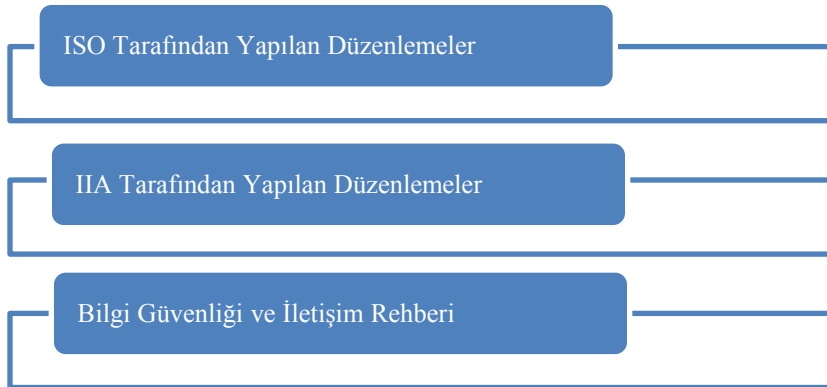 ISO Tarafından Yapılan Düzenlemeler
IIA Tarafından Yapılan Düzenlemeler
Bilgi Güvenliği ve İletişim Rehberi